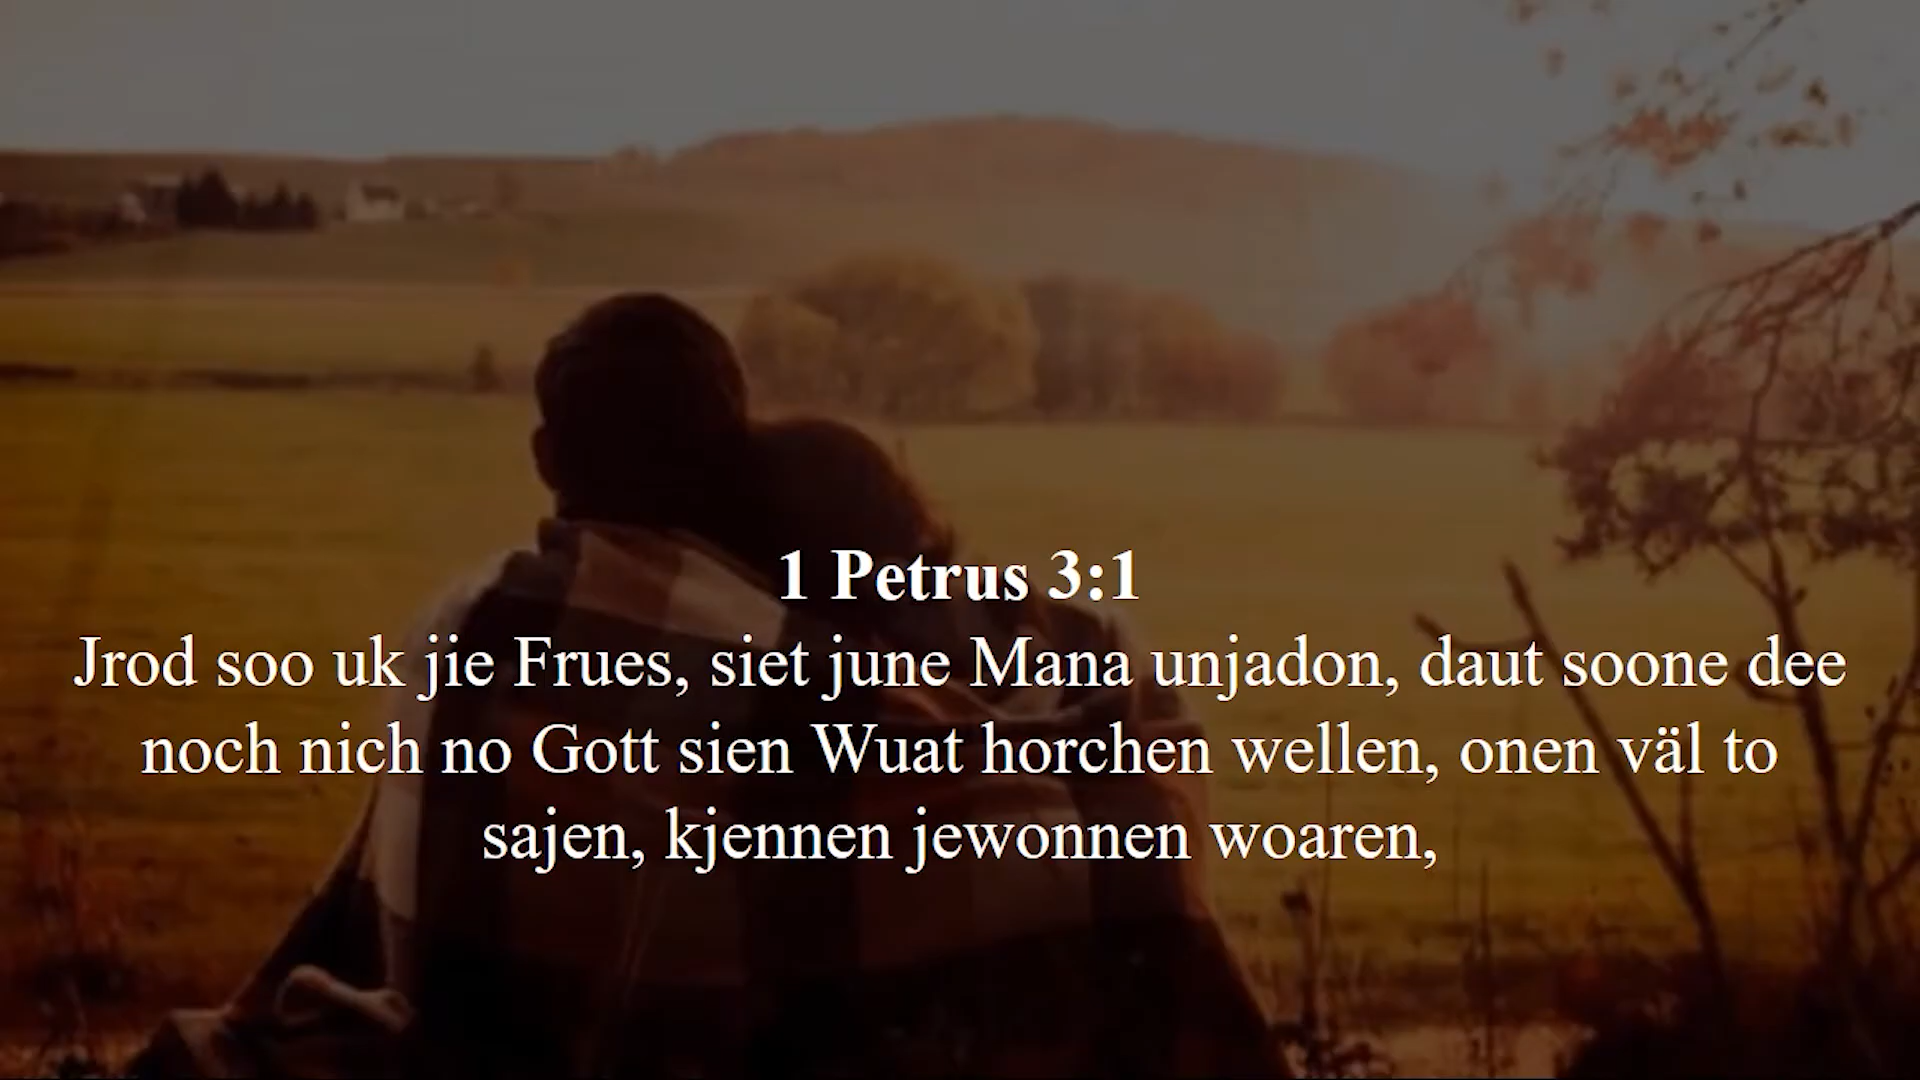 1 Petrus 3:1
Jrod soo uk jie Frues, siet june Mana unjadon, daut soone dee
noch nich no Gott sien Wuat horchen wellen, onen väl to
sajen, kjennen jewonnen woaren,